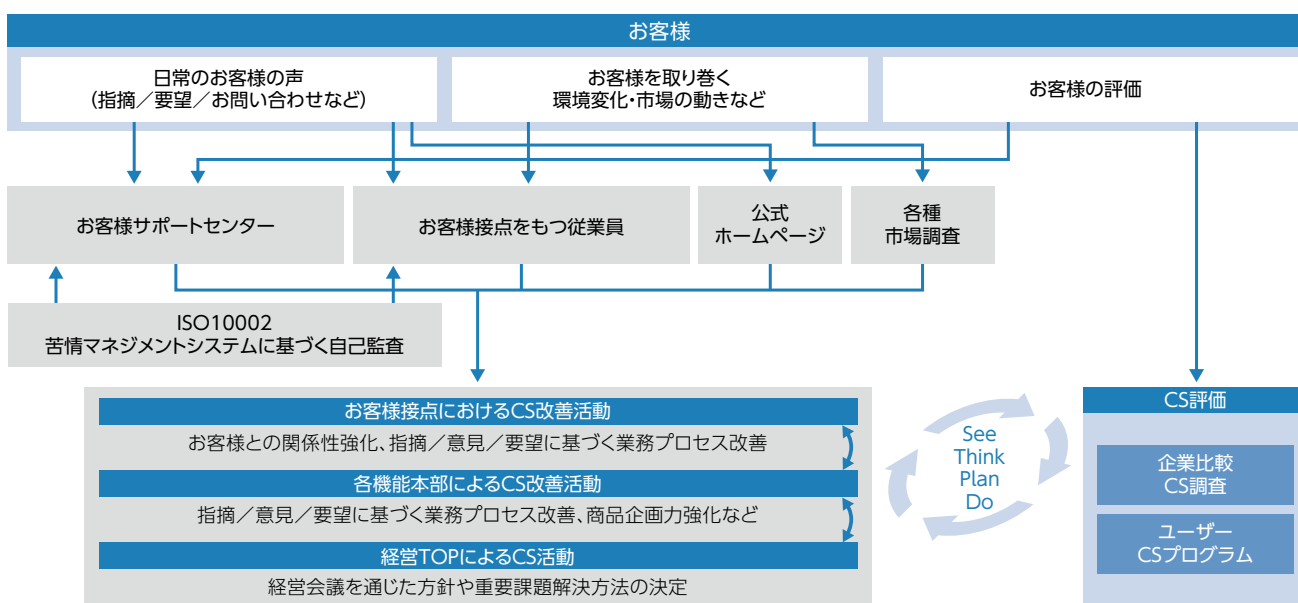 お客様
日常のお客様の声
（指摘／要望／お問い合わせなど）
お客様を取り巻く
環境変化・市場の動きなど
お客様の評価
お客様サポートセンター
お客様接点をもつ従業員
公式
ホームページ
各種
市場調査
ISO10002
苦情マネジメントシステムに基づく自己監査
お客様接点におけるCS改善活動
お客様との関係性強化、指摘／意見／要望に基づく業務プロセス改善
各機能本部によるCS改善活動
指摘／意見／要望に基づく業務プロセス改善、商品企画力強化など
経営TOPによるCS活動
経営会議を通じた方針や重要課題解決方法の決定
See
Think
Plan
Do
CS評価
企業比較
CS調査
ユーザー
CSプログラム